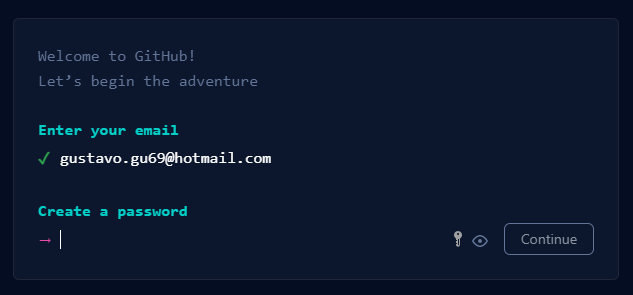 Welcome to GitHub!
Let’s begin the adventure
Enter your email
✓ gustavo.gu69@hotmail.com
Create a password
→
Continue